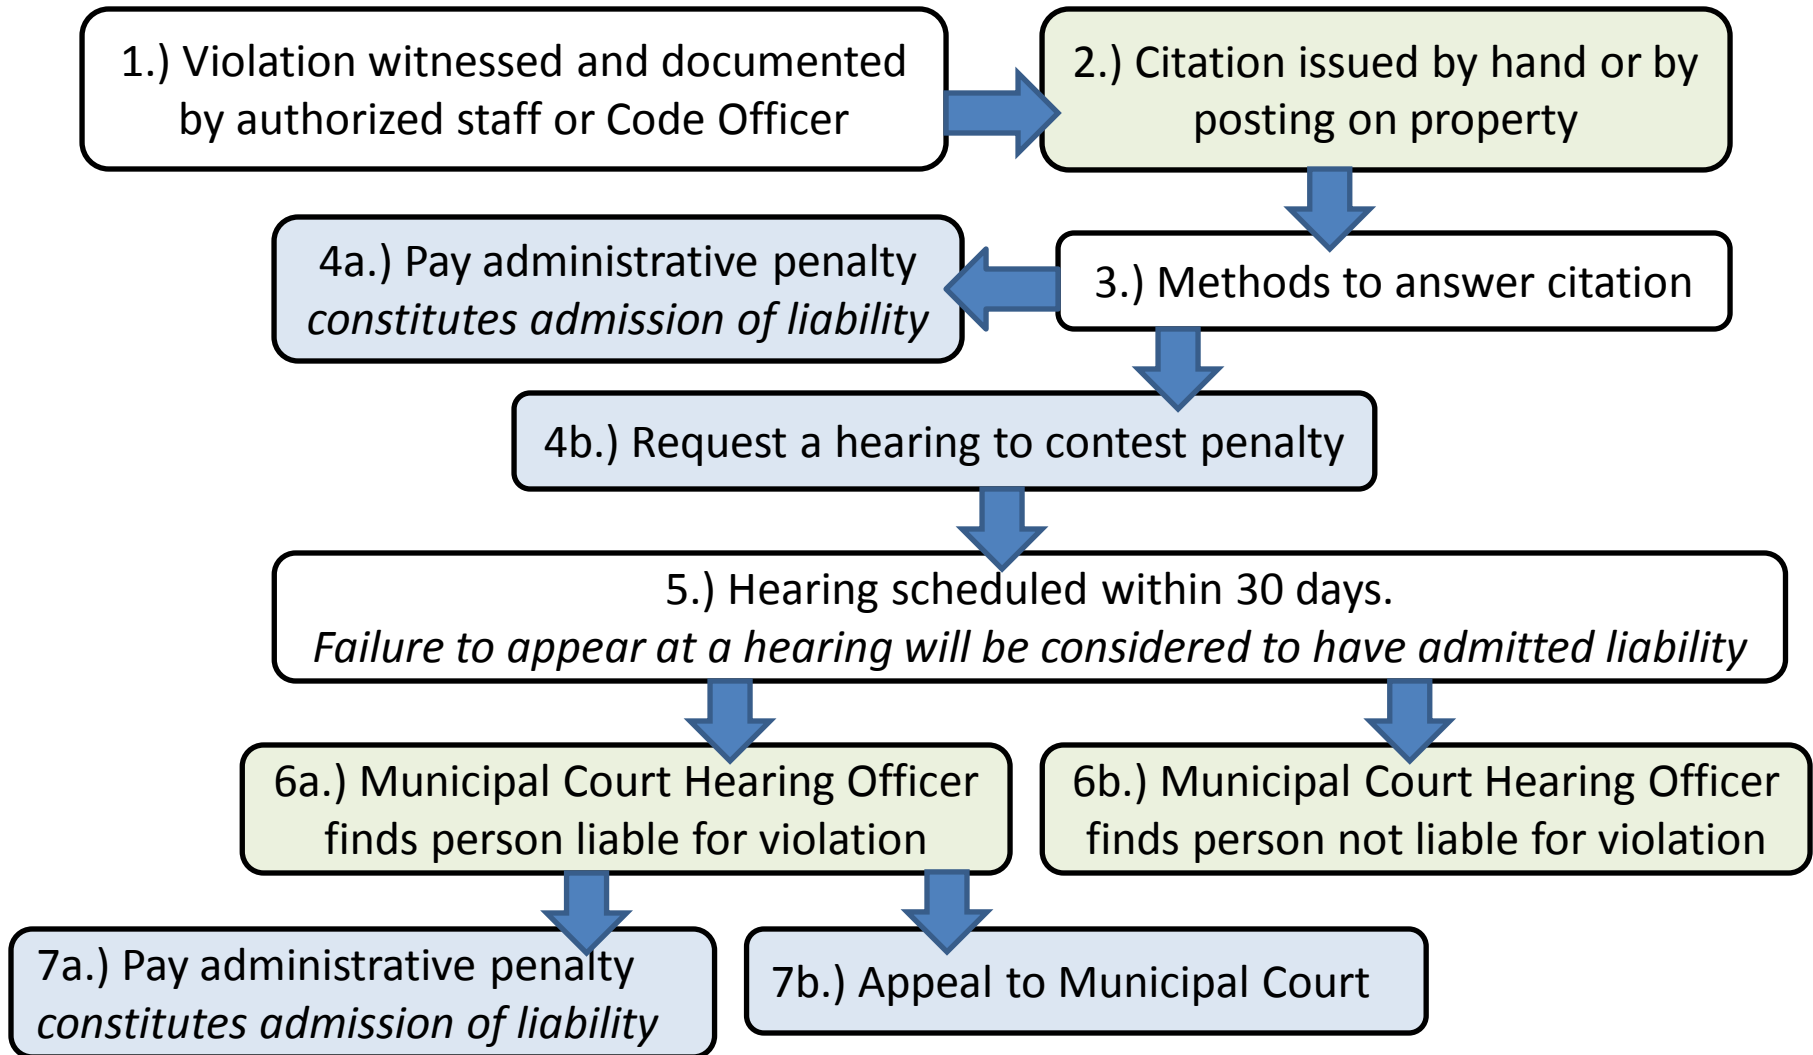 1.) Violation witnessed and documented
by authorized staff or Code Officer
2.) Citation issued by hand or by
posting on property
3.) Methods to answer citation
4a.) Pay administrative penalty
constitutes admission of liability
4b.) Request a hearing to contest penalty
5.) Hearing scheduled within 30 days.
Failure to appear at a hearing will be considered to have admitted liability
6a.) Municipal Court Hearing Officer
finds person liable for violation
6b.) Municipal Court Hearing Officer
finds person not liable for violation
7a.) Pay administrative penalty
constitutes admission of liability
7b.) Appeal to Municipal Court